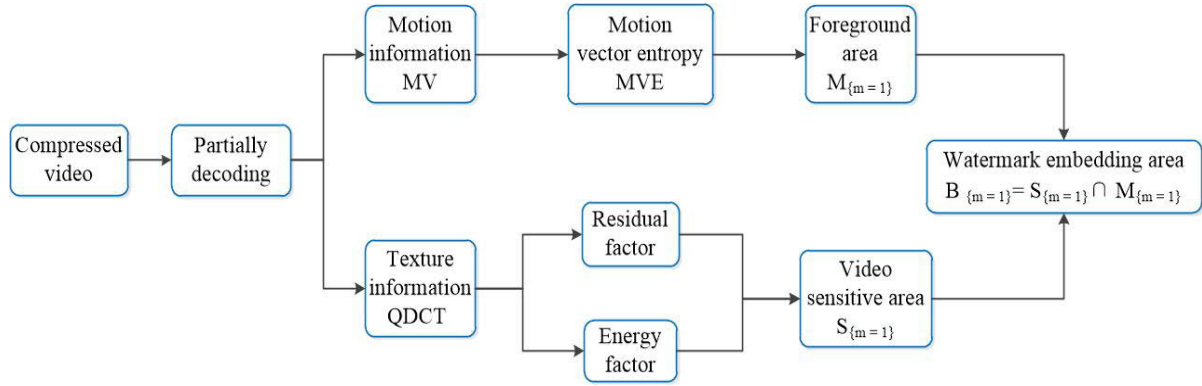 Compressed
video
Partially
decoding
Motion
information
MV
Motion
vector entropy
MVE
Foreground
area
M{m = 1}
Texture
information
QDCT
Residual
factor
Energy
factor
Video
sensitive area
S{m = 1}
Watermark embedding area
B {m = 1}= S{m = 1} ∩ M{m = 1}